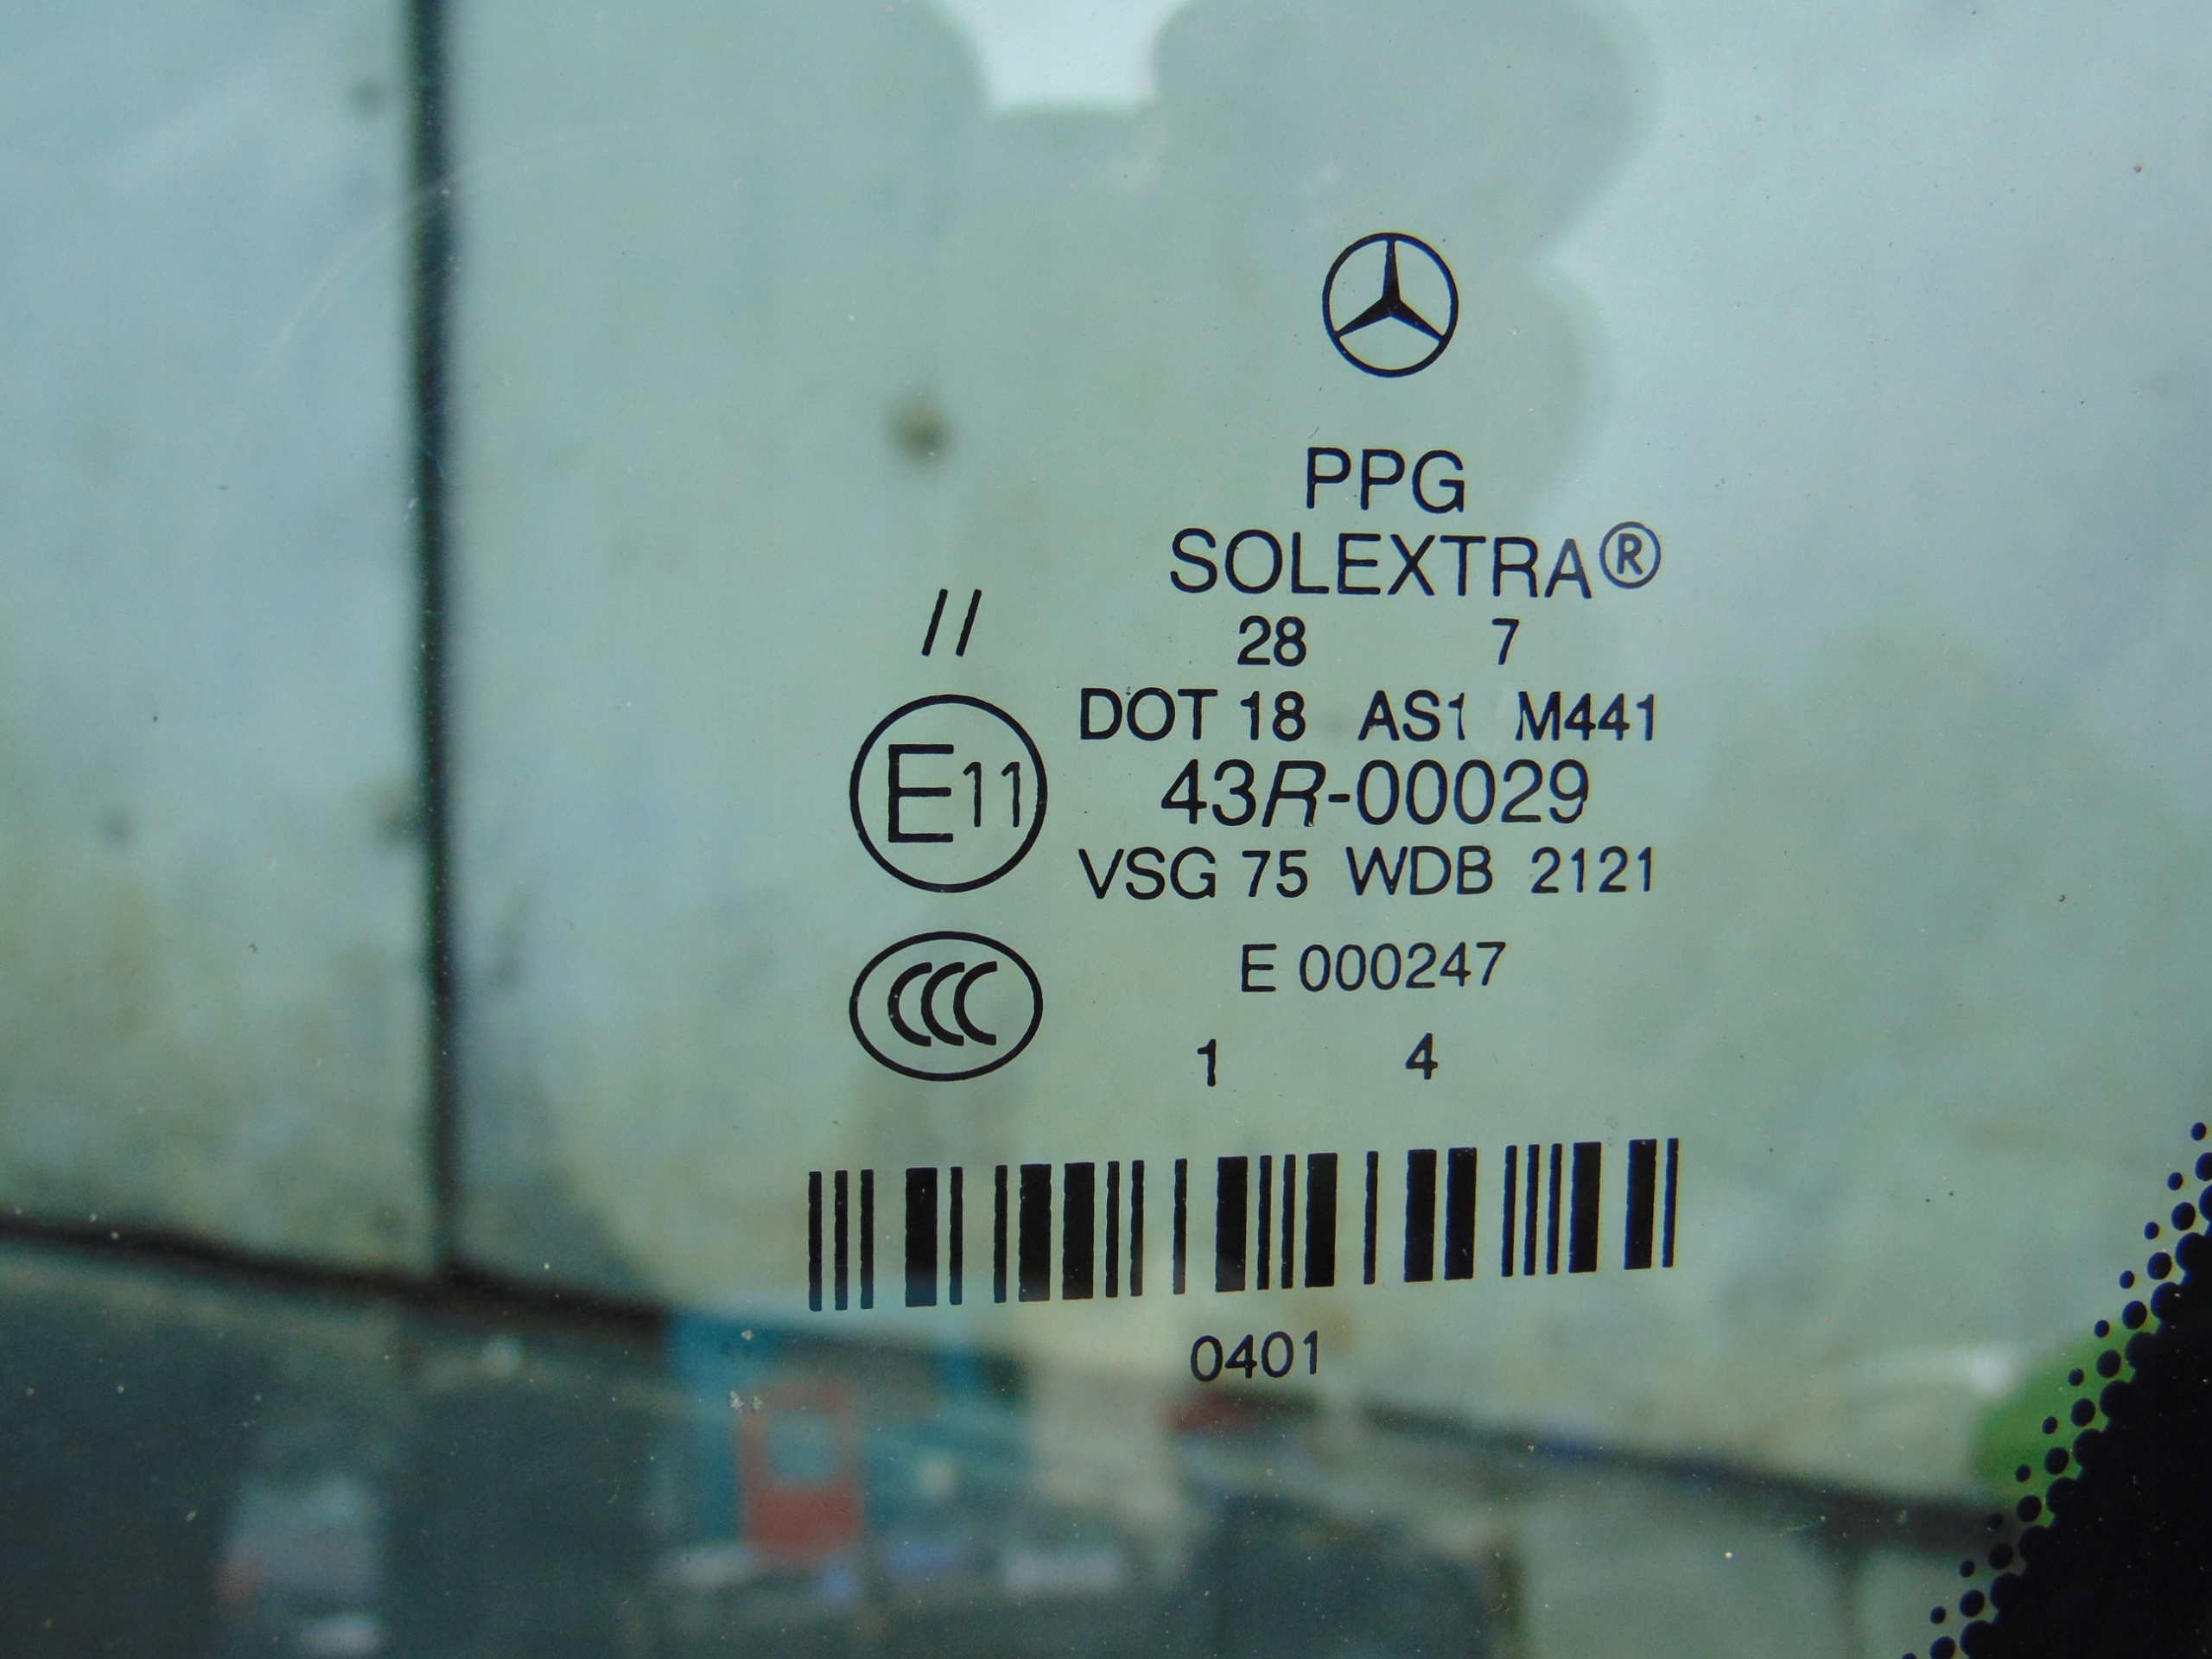 PPG
SOLEXTRA®
//
28 7
DOT 18 AS1 M441
E11
43R-00029
VSG 75 WDB 2121
CCC
E 000247
1 4
0401